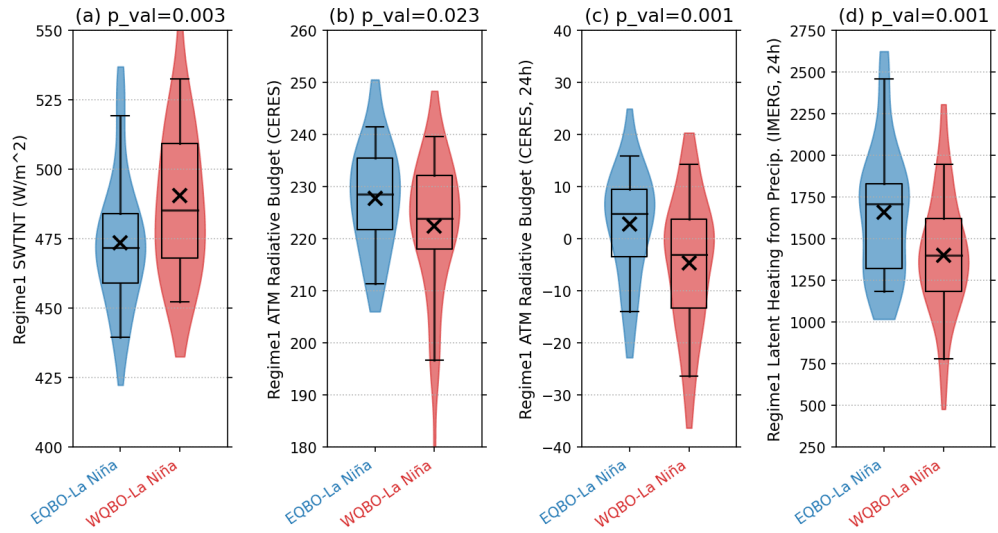 (a) p_val=0.003
Regime1 SWTNT (W/m^2)
550
525
500
475
450
425
400
EQBO-La Niña
WQBO-La Niña
(b) p_val=0.023
Regime1 ATM Radiative Budget (CERES)
260
250
240
230
220
210
200
190
180
EQBO-La Niña
WQBO-La Niña
(c) p_val=0.001
Regime1 ATM Radiative Budget (CERES, 24h)
40
30
20
10
0
−10
−20
−30
−40
EQBO-La Niña
WQBO-La Niña
(d) p_val=0.001
Regime1 Latent Heating from Precip. (IMERG, 24h)
2750
2500
2250
2000
1750
1500
1250
1000
750
500
250
EQBO-La Niña
WQBO-La Niña